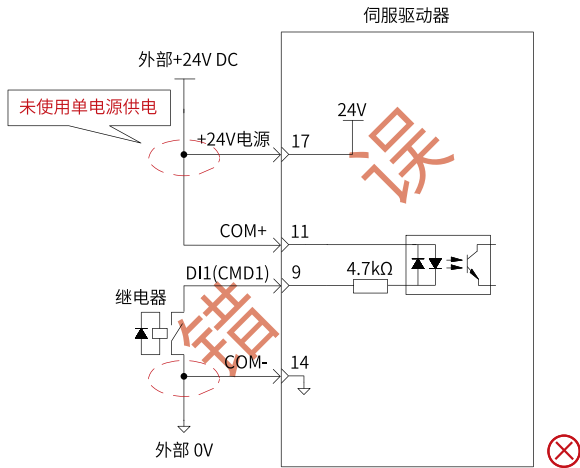 伺服驱动器
外部+24V DC
未使用单电源供电
24V
+24V电源
17
误
COM+
11
DI1(CMD1)
9
4.7kΩ
继电器
错
COM-
14
外部 0V